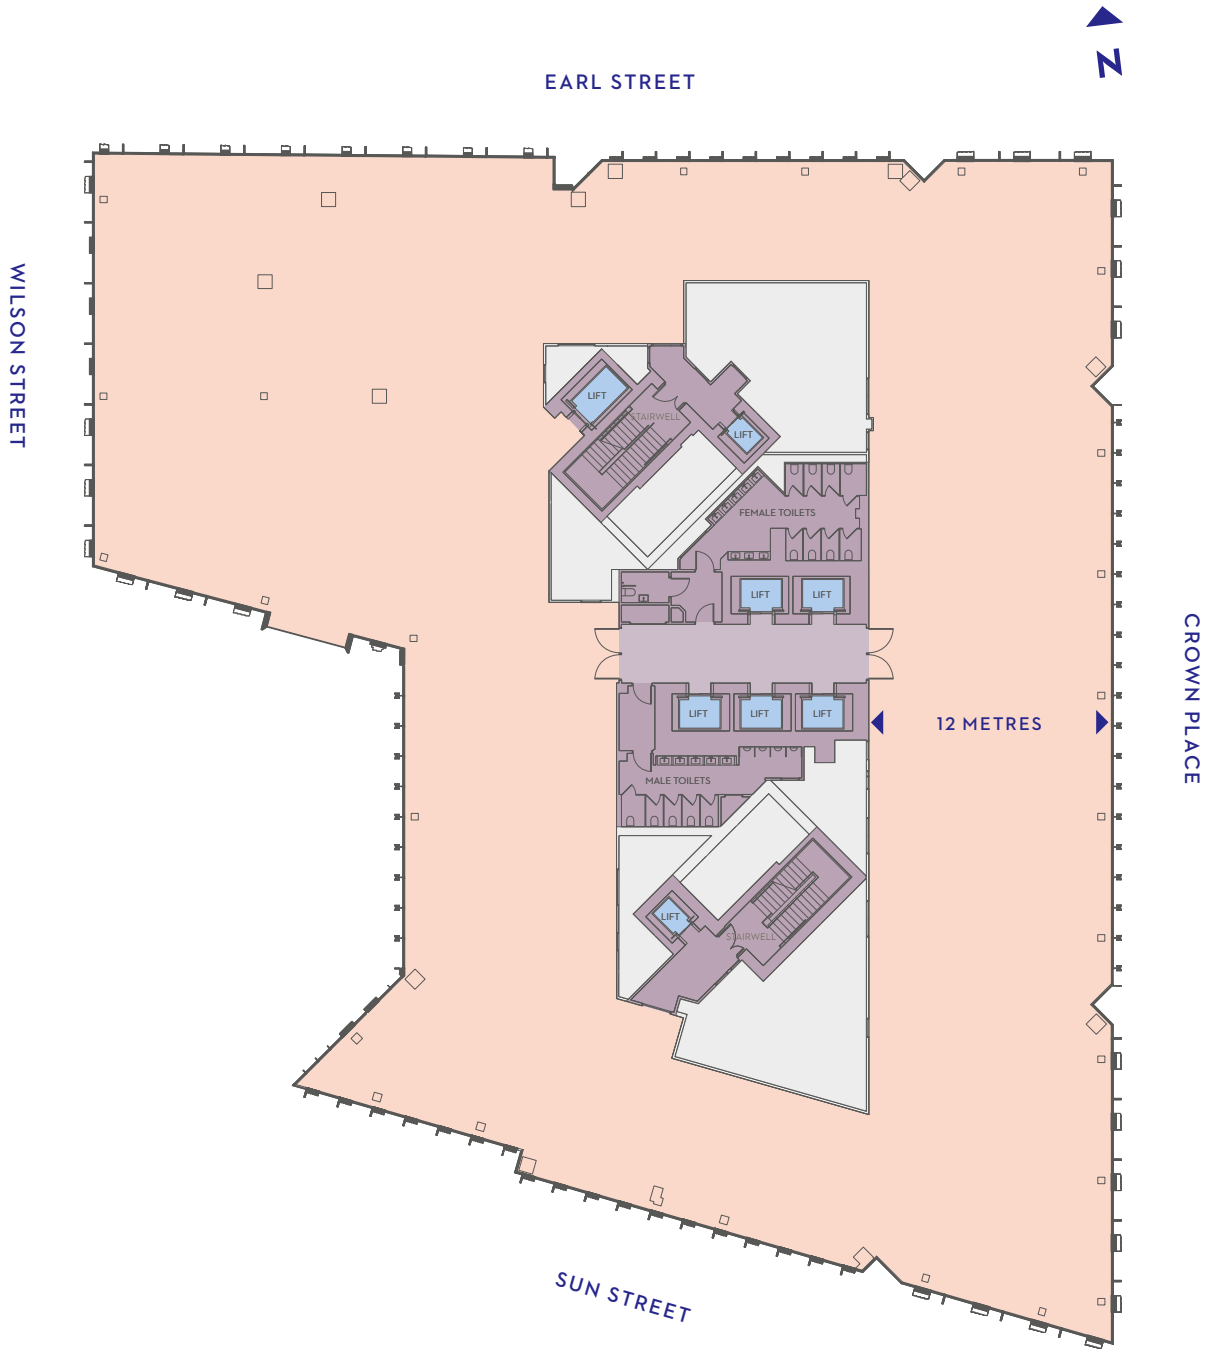 N
EARL STREET
WILSON STREET
LIFT
STAIRWELL
LIFT
FEMALE TOILETS
LIFT
LIFT
CROWN PLACE
LIFT
LIFT
LIFT
12 METRES
MALE TOILETS
LIFT
STAIRWELL
SUN STREET